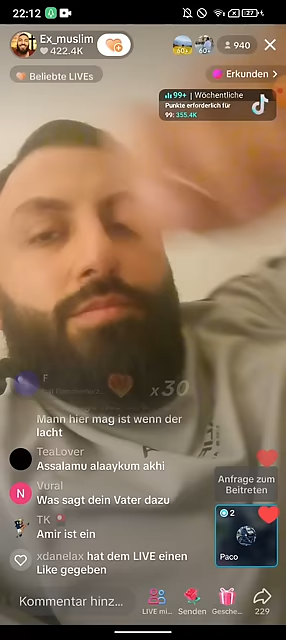 22:12
Ex_muslim
422.4K
60+
60+
940
Beliebte LIVEs
Erkunden
99+ | Wöchentliche
Punkte erforderlich für
99: 355.4K
F
x30
Mann hier mag ist wenn der
lacht
TeaLover
Assalamu alaaykum akhi
Vural
Was sagt dein Vater dazu
TK
Amir ist ein
xdanelax hat dem LIVE einen
Like gegeben
Anfrage zum
Beitreten
2
Paco
Kommentar hinz...
LIVE mi...
Senden
Gesche...
229